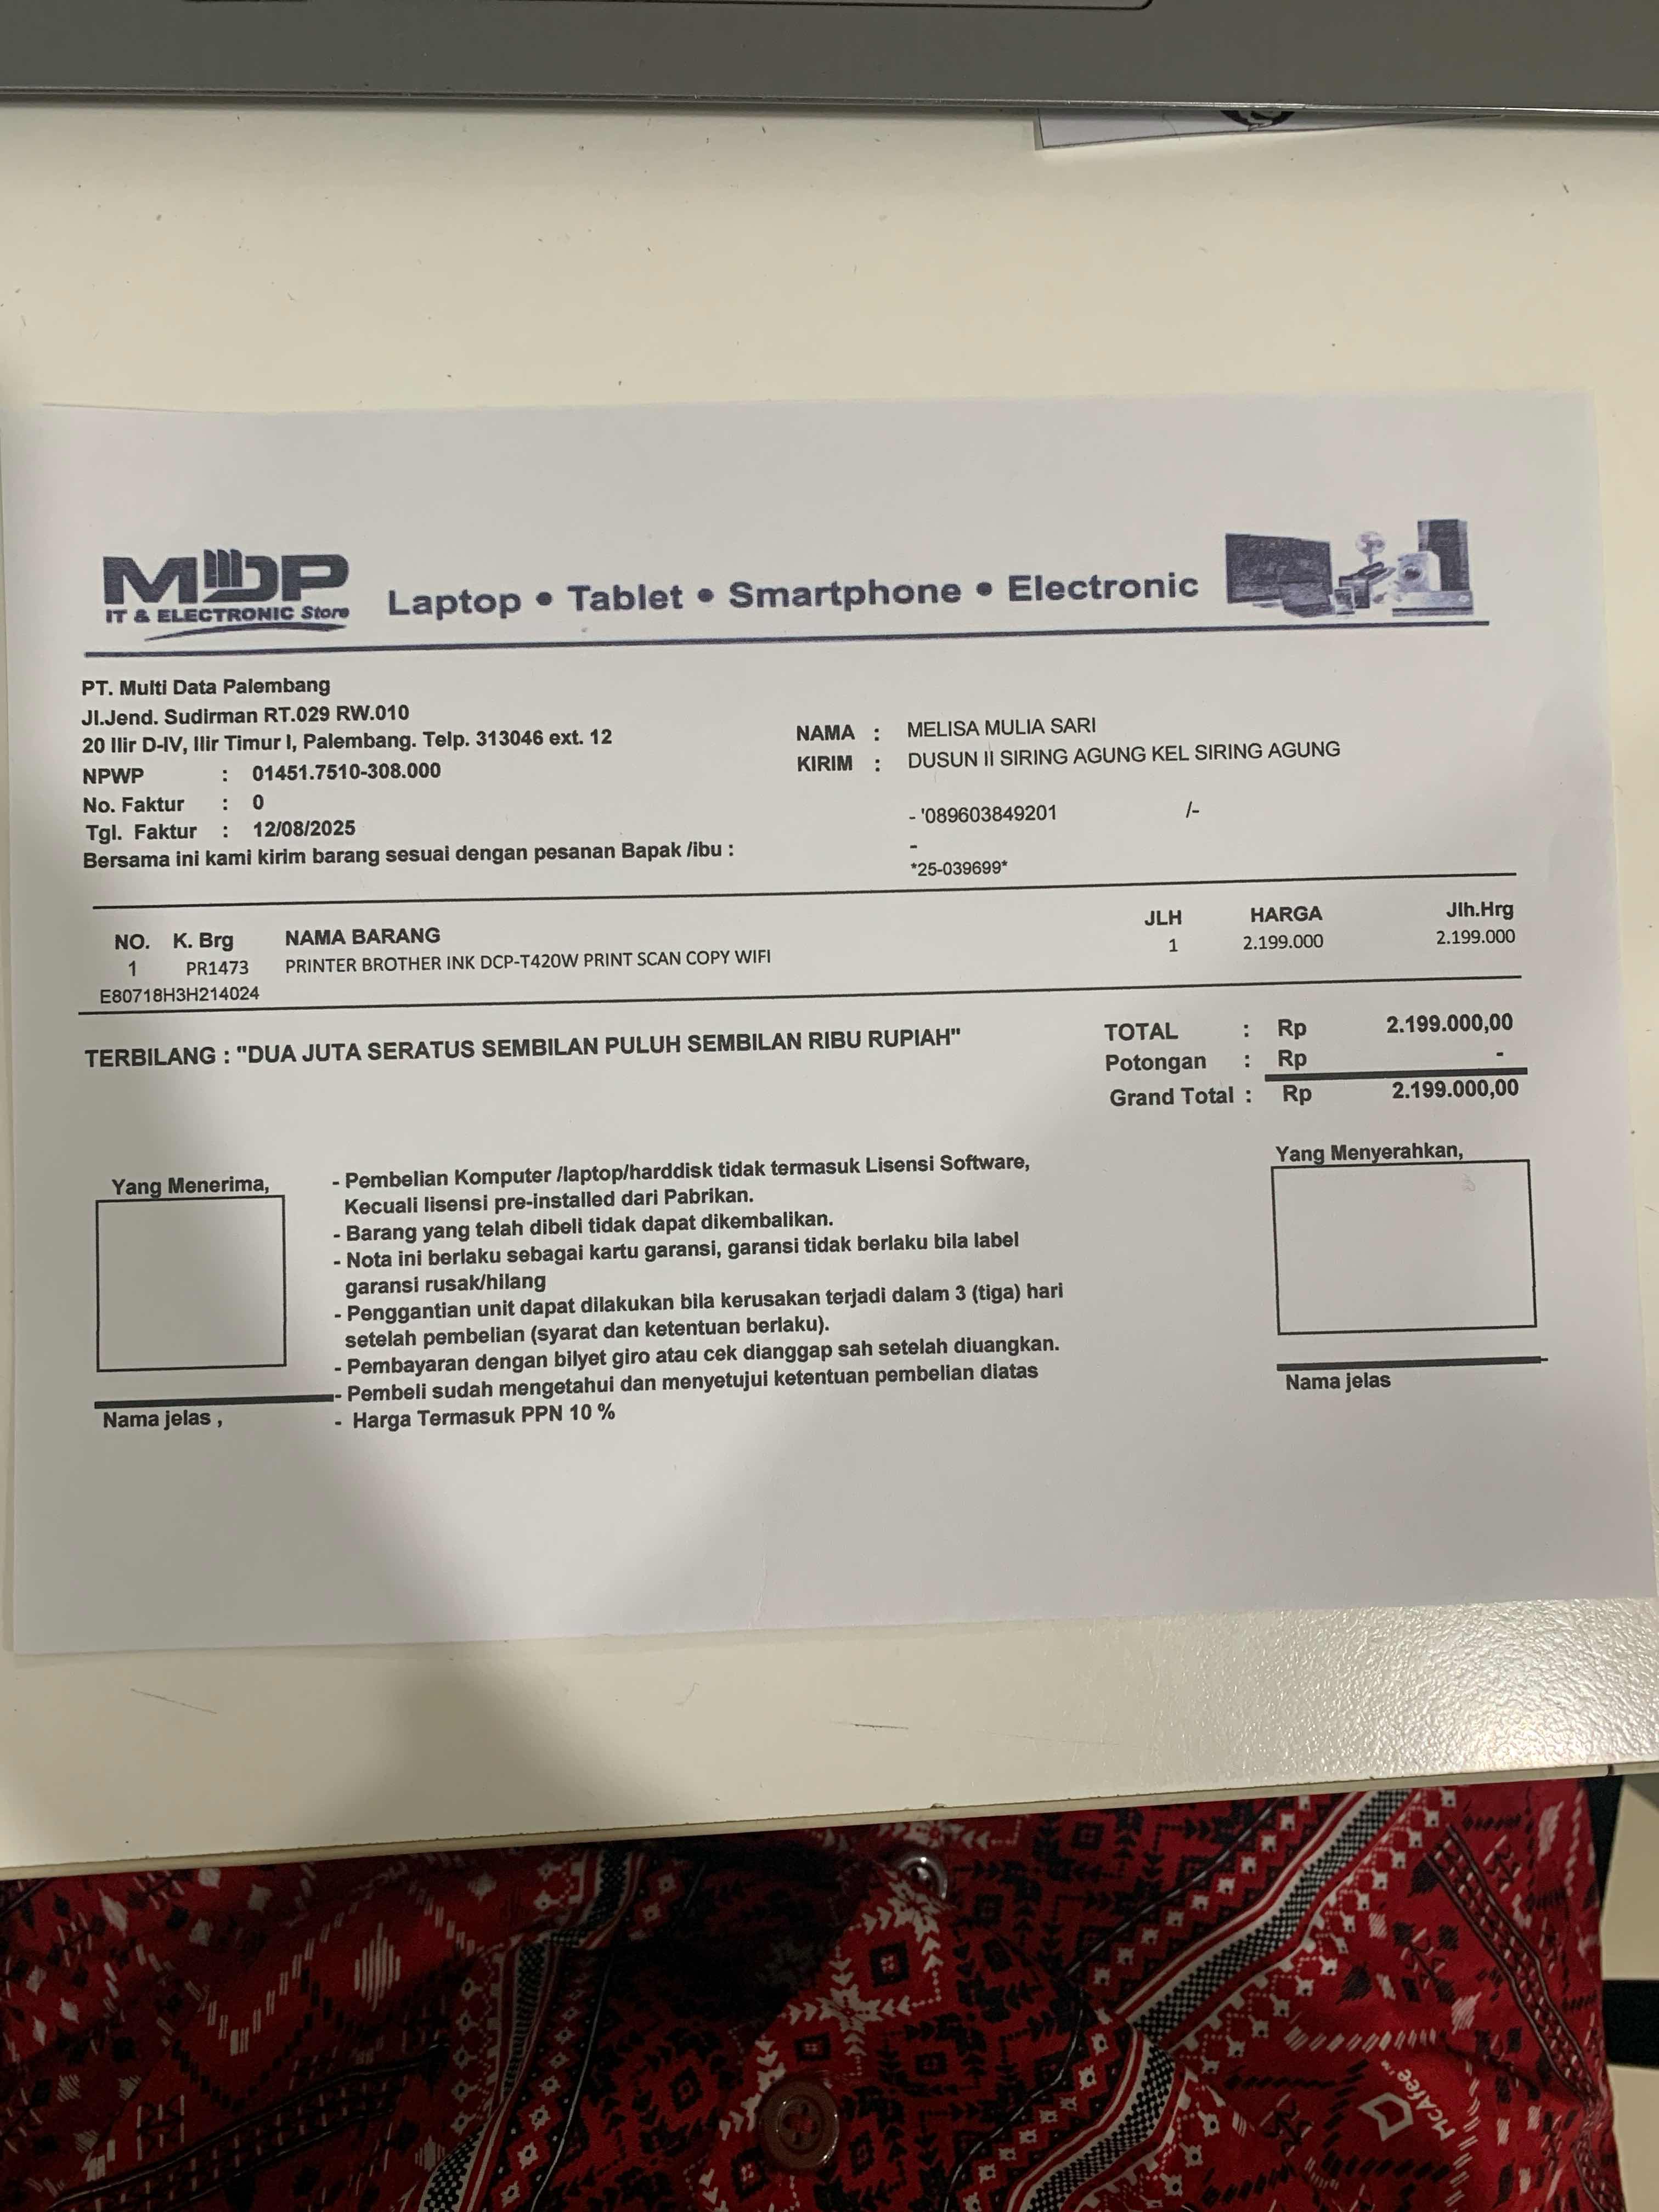 MDP
IT & ELECTRONIC Store
Laptop • Tablet • Smartphone • Electronic
PT. Multi Data Palembang
Jl.Jend. Sudirman RT.029 RW.010
20 Ilir D-IV, Ilir Timur I, Palembang. Telp. 313046 ext. 12
NPWP : 01451.7510-308.000
No. Faktur : 0
Tgl. Faktur : 12/08/2025
Bersama ini kami kirim barang sesuai dengan pesanan Bapak /ibu :
NAMA : MELISA MULIA SARI
KIRIM : DUSUN II SIRING AGUNG KEL SIRING AGUNG
- '089603849201 /-
-
*25-039699*
NO. K. Brg NAMA BARANG JLH HARGA Jlh.Hrg
1 PR1473 PRINTER BROTHER INK DCP-T420W PRINT SCAN COPY WIFI 1 2.199.000 2.199.000
E80718H3H214024
TERBILANG : "DUA JUTA SERATUS SEMBILAN PULUH SEMBILAN RIBU RUPIAH"
TOTAL : Rp 2.199.000,00
Potongan : Rp -
Grand Total : Rp 2.199.000,00
Yang Menerima,
Nama jelas ,
- Pembelian Komputer /laptop/harddisk tidak termasuk Lisensi Software,
Kecuali lisensi pre-installed dari Pabrikan.
- Barang yang telah dibeli tidak dapat dikembalikan.
- Nota ini berlaku sebagai kartu garansi, garansi tidak berlaku bila label
garansi rusak/hilang
- Penggantian unit dapat dilakukan bila kerusakan terjadi dalam 3 (tiga) hari
setelah pembelian (syarat dan ketentuan berlaku).
- Pembayaran dengan bilyet giro atau cek dianggap sah setelah diuangkan.
- Pembeli sudah mengetahui dan menyetujui ketentuan pembelian diatas
- Harga Termasuk PPN 10 %
Yang Menyerahkan,
Nama jelas
McAfee™